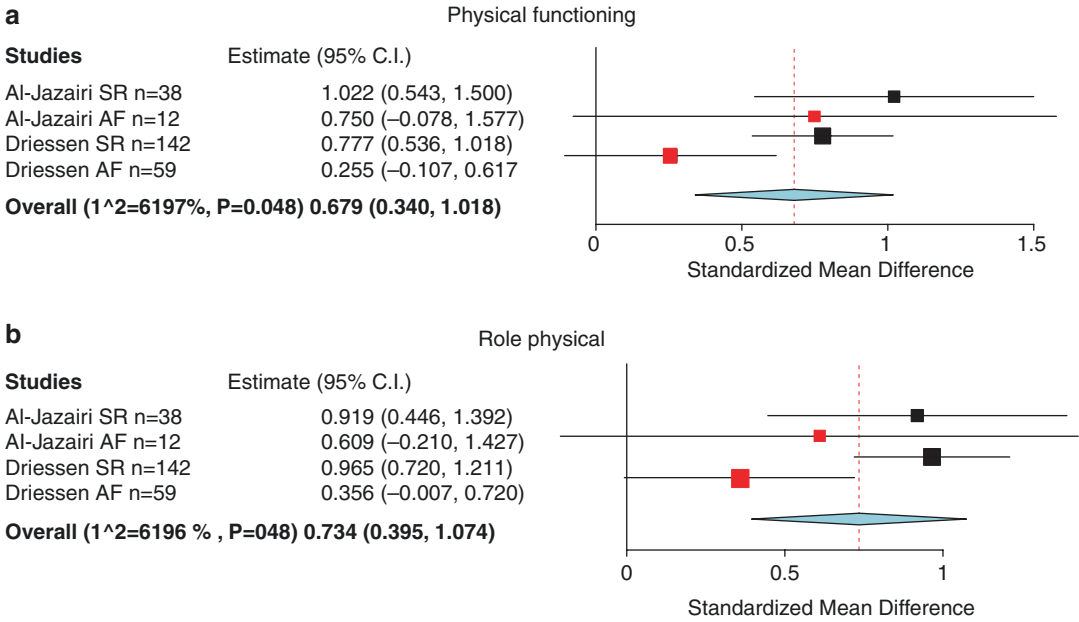 a
Physical functioning
Studies Estimate (95% C.I.)
Al-Jazairi SR n=38 1.022 (0.543, 1.500)
Al-Jazairi AF n=12 0.750 (–0.078, 1.577)
Driessen SR n=142 0.777 (0.536, 1.018)
Driessen AF n=59 0.255 (–0.107, 0.617
Overall (1^2=6197%, P=0.048) 0.679 (0.340, 1.018)
0 0.5 1 1.5
Standardized Mean Difference
b
Role physical
Studies Estimate (95% C.I.)
Al-Jazairi SR n=38 0.919 (0.446, 1.392)
Al-Jazairi AF n=12 0.609 (–0.210, 1.427)
Driessen SR n=142 0.965 (0.720, 1.211)
Driessen AF n=59 0.356 (–0.007, 0.720)
Overall (1^2=6196 % , P=048) 0.734 (0.395, 1.074)
0 0.5 1
Standardized Mean Difference